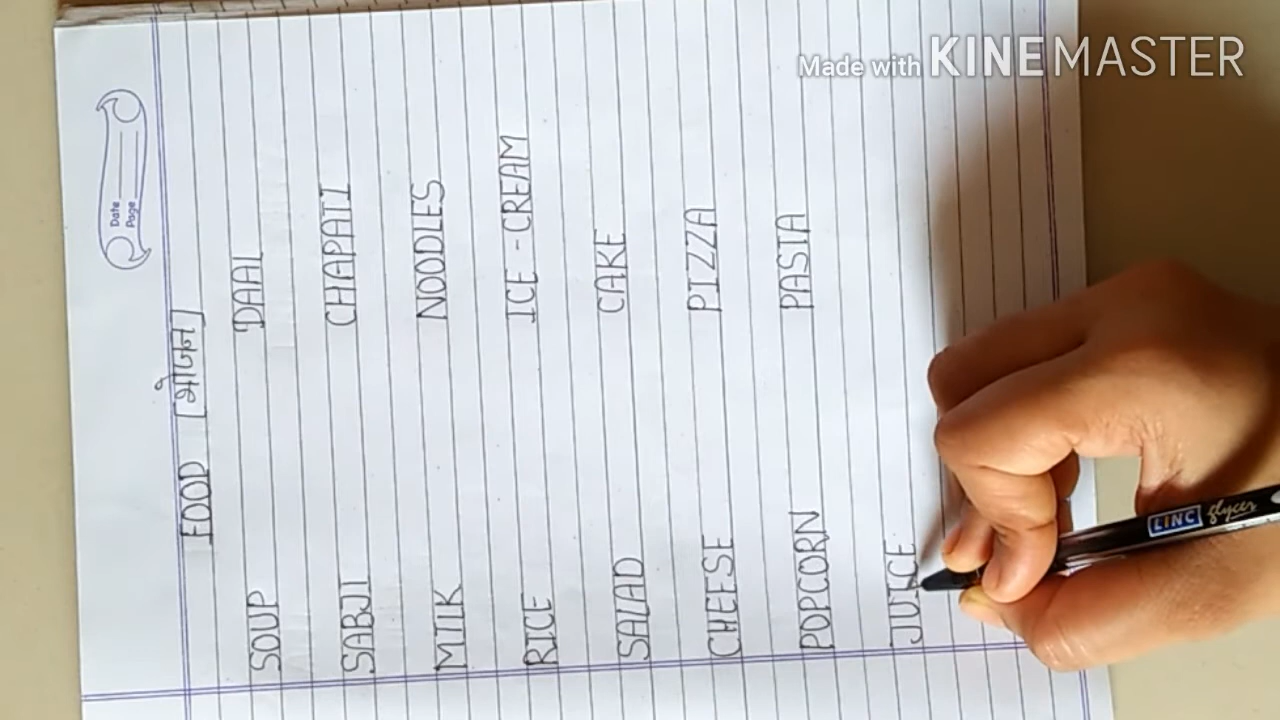 Made with KINEMASTER
Date
Page
FOOD [भोजन]
SOUP DAAL
SABJI CHAPATI
MILK NOODLES
RICE ICE-CREAM
SALAD CAKE
CHEESE PIZZA
POPCORN PASTA
JUICE
LINC glycer